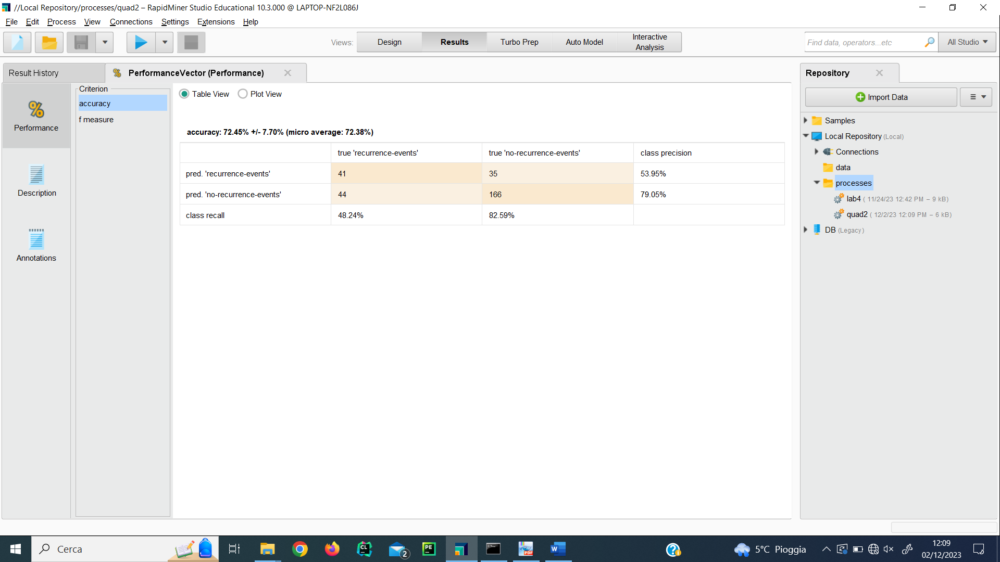 //Local Repository/processes/quad2 – RapidMiner Studio Educational 10.3.000 @ LAPTOP-NF2L086J
File Edit Process View Connections Settings Extensions Help
Views: Design Results Turbo Prep Auto Model Interactive Analysis
Find data, operators...etc All Studio
Result History PerformanceVector (Performance)
Repository
Performance
Description
Annotations
Criterion
accuracy
f measure
Table View Plot View
accuracy: 72.45% +/- 7.70% (micro average: 72.38%)
true 'recurrence-events' true 'no-recurrence-events' class precision
pred. 'recurrence-events' 41 35 53.95%
pred. 'no-recurrence-events' 44 166 79.05%
class recall 48.24% 82.59%
Import Data
Samples
Local Repository (Local)
Connections
data
processes
lab4 ( 11/24/23 12:42 PM – 9 kB)
quad2 ( 12/2/23 12:09 PM – 6 kB)
DB (Legacy)
Cerca
CL
2
PE
PDF
W
5°C Pioggia
12:09
02/12/2023